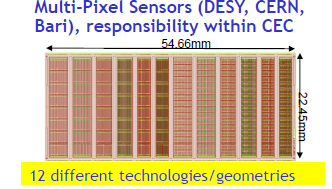 Multi-Pixel Sensors (DESY, CERN,
Bari), responsibility within CEC
54.66mm
22.45mm
12 different technologies/geometries